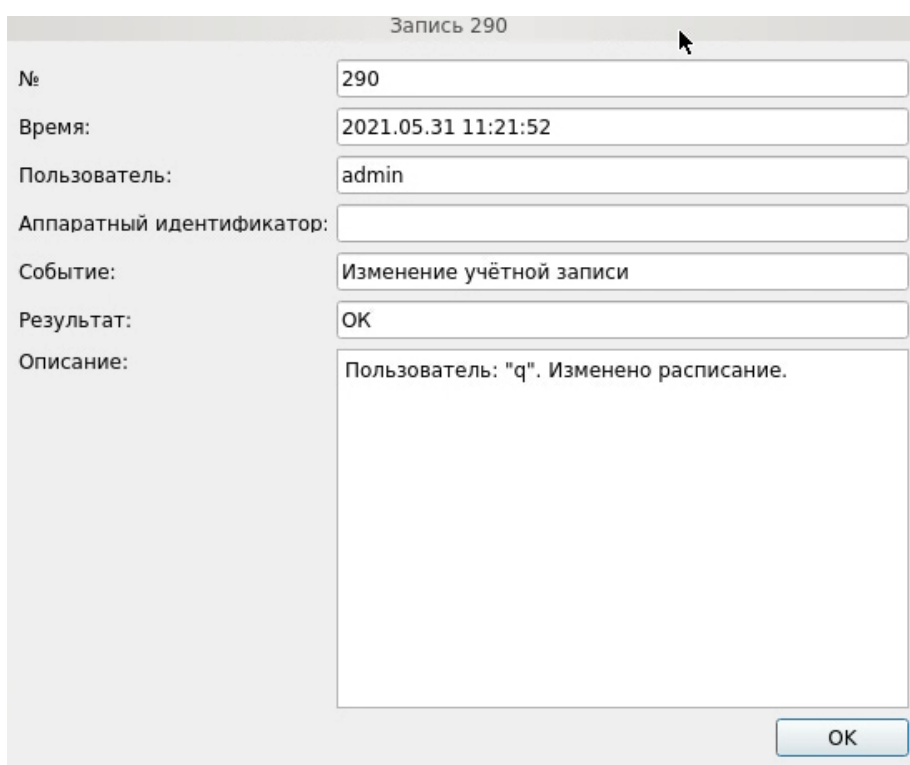 Запись 290
№ 290
Время: 2021.05.31 11:21:52
Пользователь: admin
Аппаратный идентификатор:
Событие: Изменение учётной записи
Результат: OK
Описание: Пользователь: "q". Изменено расписание.
OK